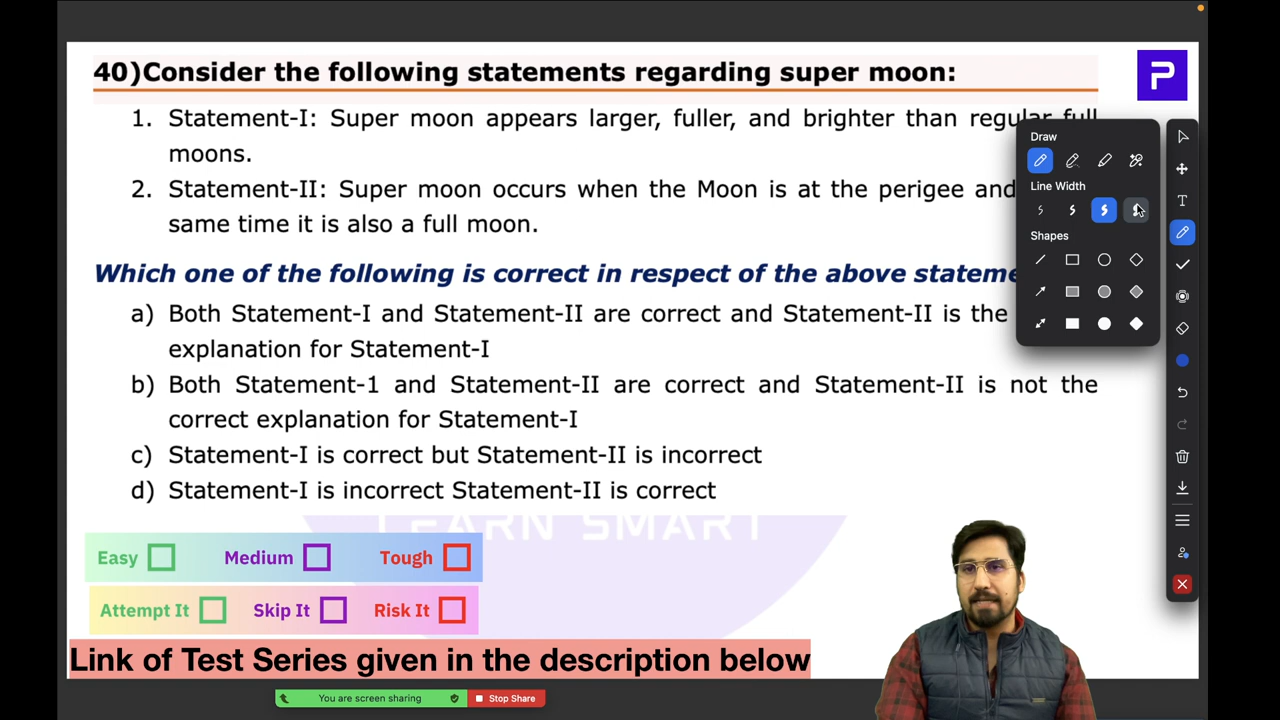 40)Consider the following statements regarding super moon:
1. Statement-I: Super moon appears larger, fuller, and brighter than regular full
Draw
moons.
2. Statement-II: Super moon occurs when the Moon is at the perigee and
Line Width
same time it is also a full moon.
Shapes
Which one of the following is correct in respect of the above stateme
a) Both Statement-I and Statement-II are correct and Statement-II is the
explanation for Statement-I
b) Both Statement-1 and Statement-II are correct and Statement-II is not the
correct explanation for Statement-I
c) Statement-I is correct but Statement-II is incorrect
d) Statement-I is incorrect Statement-II is correct
LEARN SMART
Easy Medium Tough
Attempt It Skip It Risk It
Link of Test Series given in the description below
You are screen sharing Stop Share